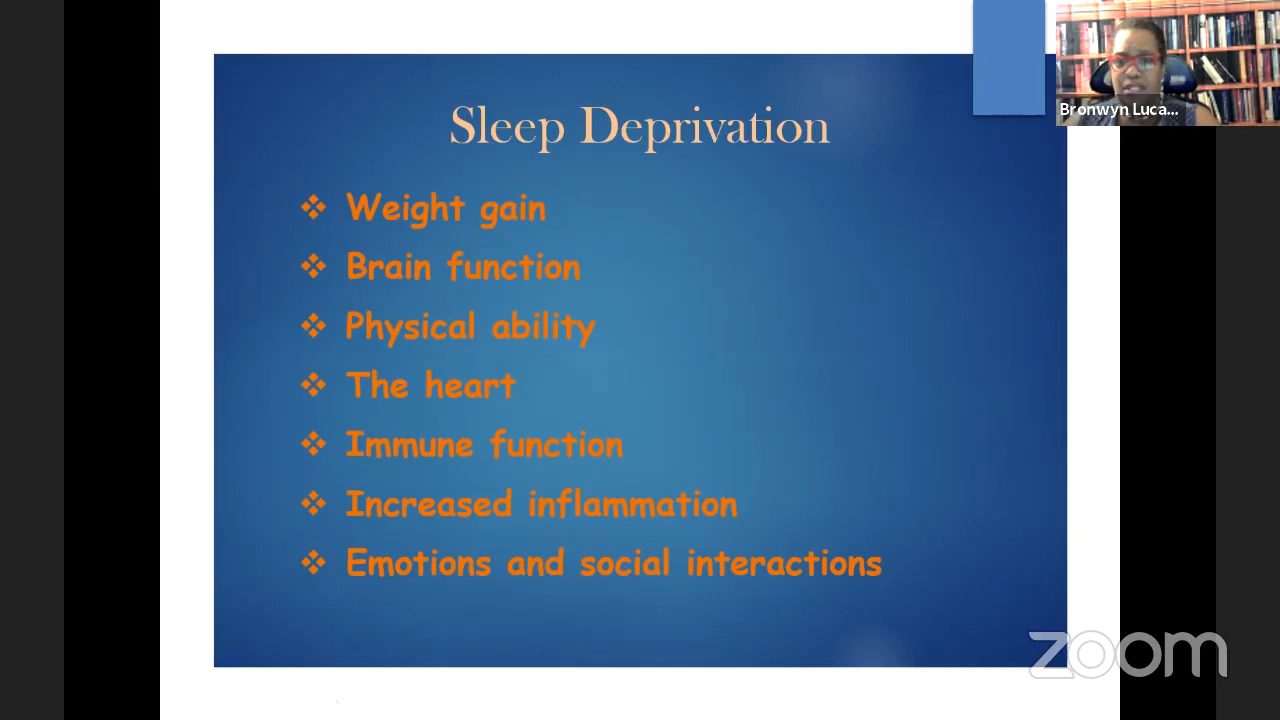 Sleep Deprivation
Bronwyn Luca...
Weight gain
Brain function
Physical ability
The heart
Immune function
Increased inflammation
Emotions and social interactions
zoom